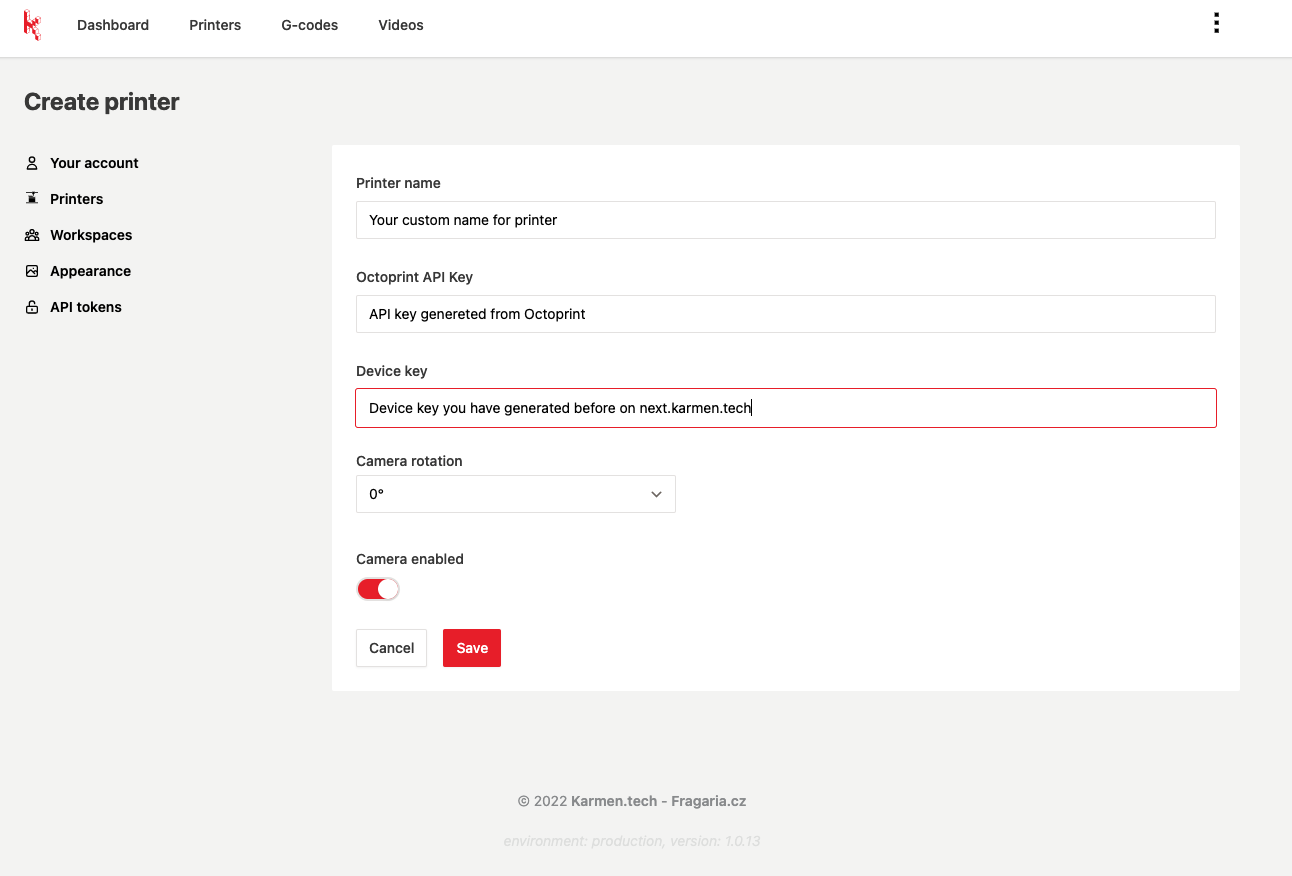 Dashboard Printers G-codes Videos
Create printer
Your account
Printers
Workspaces
Appearance
API tokens
Printer name
Your custom name for printer
Octoprint API Key
API key genereted from Octoprint
Device key
Device key you have generated before on next.karmen.tech
Camera rotation
0°
Camera enabled
Cancel Save
© 2022 Karmen.tech - Fragaria.cz
environment: production, version: 1.0.13